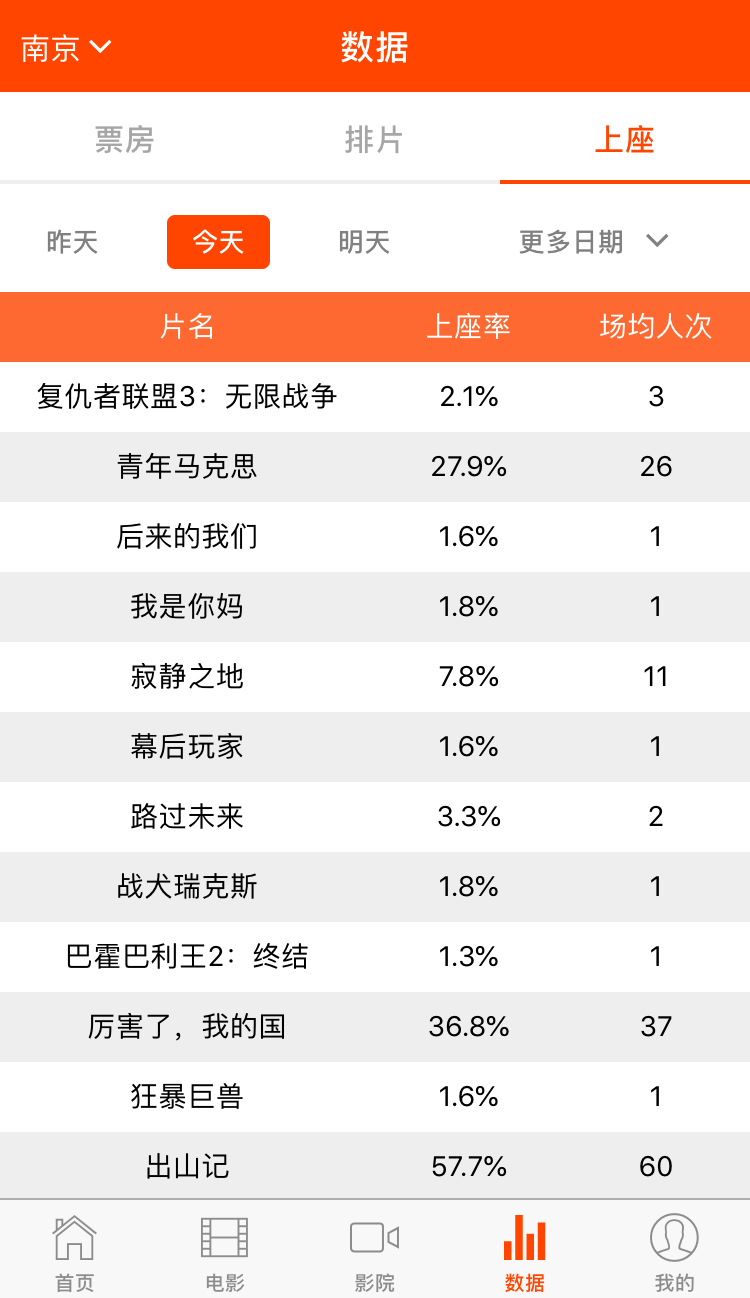 南京 数据
票房 排片 上座
昨天 今天 明天 更多日期
片名 上座率 场均人次
复仇者联盟3：无限战争 2.1% 3
青年马克思 27.9% 26
后来的我们 1.6% 1
我是你妈 1.8% 1
寂静之地 7.8% 11
幕后玩家 1.6% 1
路过未来 3.3% 2
战犬瑞克斯 1.8% 1
巴霍巴利王2：终结 1.3% 1
厉害了，我的国 36.8% 37
狂暴巨兽 1.6% 1
出山记 57.7% 60
首页 电影 影院 数据 我的